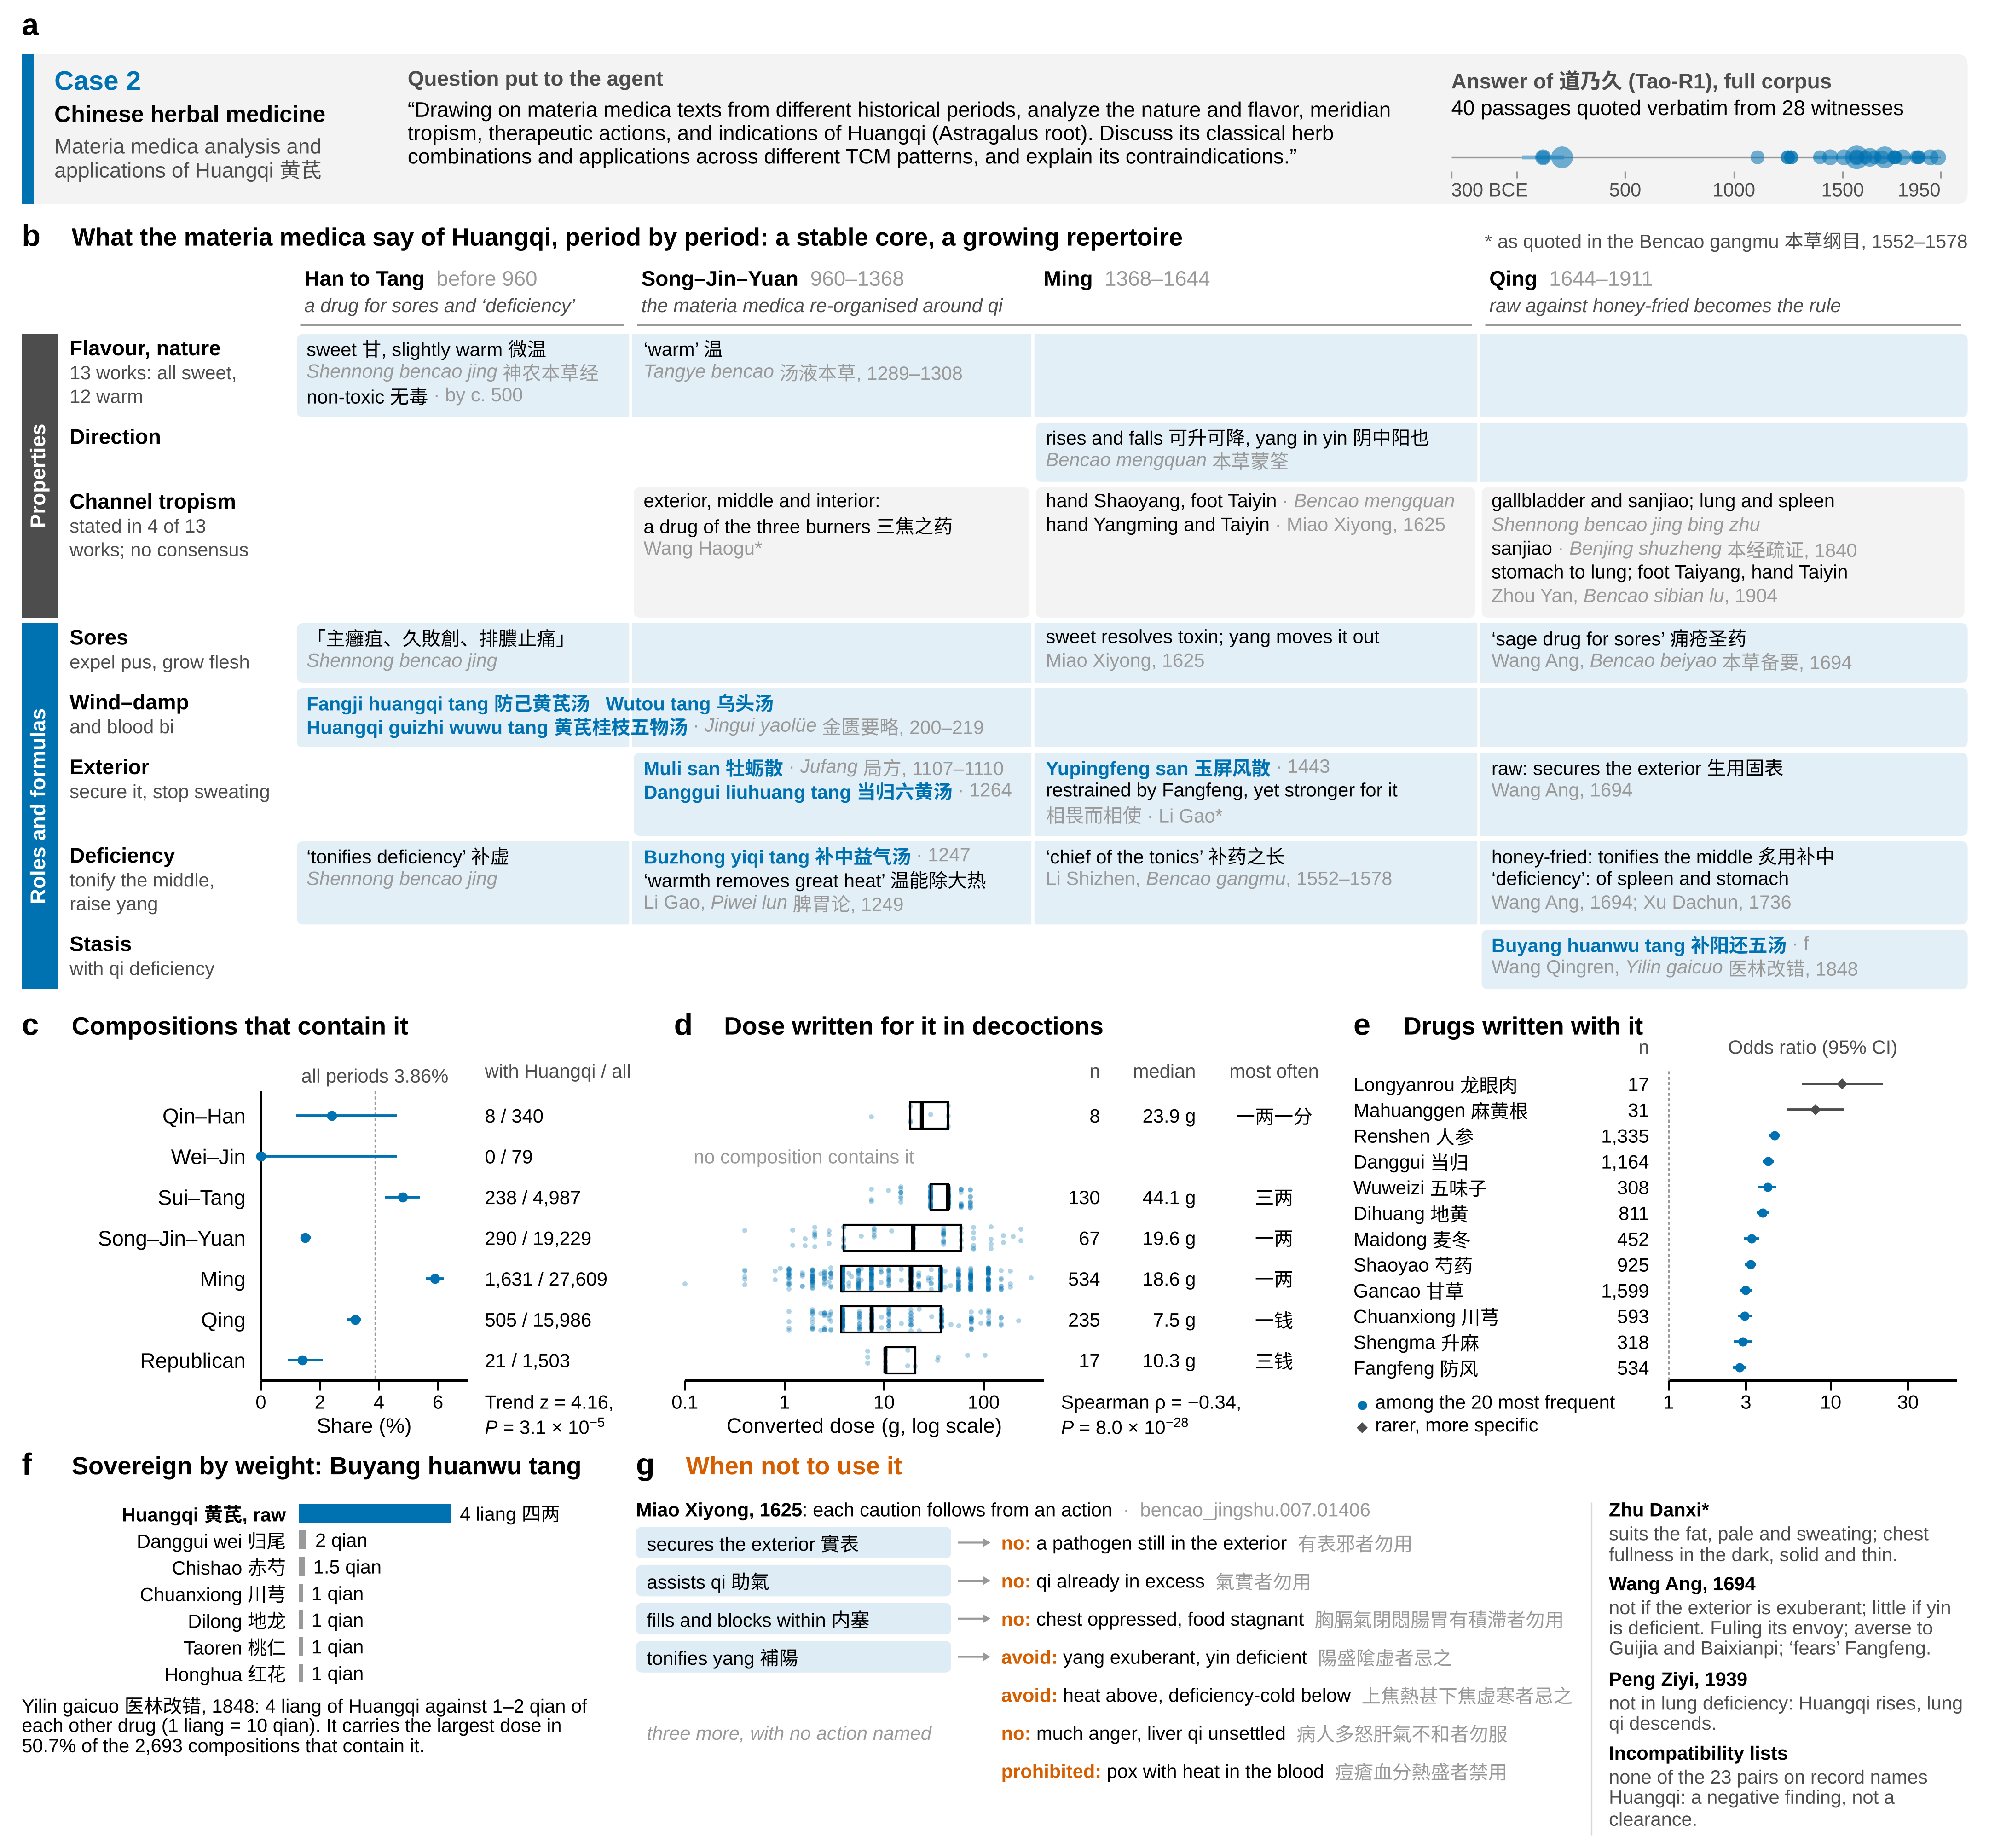 a
Case 2
Chinese herbal medicine
Materia medica analysis and
applications of Huangqi 黄芪
Question put to the agent
“Drawing on materia medica texts from different historical periods, analyze the nature and flavor, meridian
tropism, therapeutic actions, and indications of Huangqi (Astragalus root). Discuss its classical herb
combinations and applications across different TCM patterns, and explain its contraindications.”
Answer of 道乃久 (Tao-R1), full corpus
40 passages quoted verbatim from 28 witnesses
300 BCE 500 1000 1500 1950
b What the materia medica say of Huangqi, period by period: a stable core, a growing repertoire
* as quoted in the Bencao gangmu 本草纲目, 1552–1578
Han to Tang before 960
a drug for sores and ‘deficiency’
Song–Jin–Yuan 960–1368
the materia medica re-organised around qi
Ming 1368–1644
Qing 1644–1911
raw against honey-fried becomes the rule
Properties
Flavour, nature
13 works: all sweet,
12 warm
sweet 甘, slightly warm 微温
Shennong bencao jing 神农本草经
non-toxic 无毒 · by c. 500
‘warm’ 温
Tangye bencao 汤液本草, 1289–1308
Direction
rises and falls 可升可降, yang in yin 阴中阳也
Bencao mengquan 本草蒙筌
Channel tropism
stated in 4 of 13
works; no consensus
exterior, middle and interior:
a drug of the three burners 三焦之药
Wang Haogu*
hand Shaoyang, foot Taiyin · Bencao mengquan
hand Yangming and Taiyin · Miao Xiyong, 1625
gallbladder and sanjiao; lung and spleen
Shennong bencao jing bing zhu
sanjiao · Benjing shuzheng 本经疏证, 1840
stomach to lung; foot Taiyang, hand Taiyin
Zhou Yan, Bencao sibian lu, 1904
Roles and formulas
Sores
expel pus, grow flesh
「主癰疽、久敗創、排膿止痛」
Shennong bencao jing
sweet resolves toxin; yang moves it out
Miao Xiyong, 1625
‘sage drug for sores’ 痈疮圣药
Wang Ang, Bencao beiyao 本草备要, 1694
Wind–damp
and blood bi
Fangji huangqi tang 防己黄芪汤 Wutou tang 乌头汤
Huangqi guizhi wuwu tang 黄芪桂枝五物汤 · Jingui yaolüe 金匮要略, 200–219
Exterior
secure it, stop sweating
Muli san 牡蛎散 · Jufang 局方, 1107–1110
Danggui liuhuang tang 当归六黄汤 · 1264
Yupingfeng san 玉屏风散 · 1443
restrained by Fangfeng, yet stronger for it
相畏而相使 · Li Gao*
raw: secures the exterior 生用固表
Wang Ang, 1694
Deficiency
tonify the middle,
raise yang
‘tonifies deficiency’ 补虚
Shennong bencao jing
Buzhong yiqi tang 补中益气汤 · 1247
‘warmth removes great heat’ 温能除大热
Li Gao, Piwei lun 脾胃论, 1249
‘chief of the tonics’ 补药之长
Li Shizhen, Bencao gangmu, 1552–1578
honey-fried: tonifies the middle 炙用补中
‘deficiency’: of spleen and stomach
Wang Ang, 1694; Xu Dachun, 1736
Stasis
with qi deficiency
Buyang huanwu tang 补阳还五汤 · f
Wang Qingren, Yilin gaicuo 医林改错, 1848
c Compositions that contain it
all periods 3.86%
with Huangqi / all
Qin–Han 8 / 340
Wei–Jin 0 / 79
Sui–Tang 238 / 4,987
Song–Jin–Yuan 290 / 19,229
Ming 1,631 / 27,609
Qing 505 / 15,986
Republican 21 / 1,503
0 2 4 6
Share (%)
Trend z = 4.16,
P = 3.1 × 10⁻⁵
d Dose written for it in decoctions
n median most often
8 23.9 g 一两一分
no composition contains it
130 44.1 g 三两
67 19.6 g 一两
534 18.6 g 一两
235 7.5 g 一钱
17 10.3 g 三钱
0.1 1 10 100
Converted dose (g, log scale)
Spearman ρ = −0.34,
P = 8.0 × 10⁻²⁸
e Drugs written with it
n Odds ratio (95% CI)
Longyanrou 龙眼肉 17
Mahuanggen 麻黄根 31
Renshen 人参 1,335
Danggui 当归 1,164
Wuweizi 五味子 308
Dihuang 地黄 811
Maidong 麦冬 452
Shaoyao 芍药 925
Gancao 甘草 1,599
Chuanxiong 川芎 593
Shengma 升麻 318
Fangfeng 防风 534
1 3 10 30
among the 20 most frequent
rarer, more specific
f Sovereign by weight: Buyang huanwu tang
Huangqi 黄芪, raw 4 liang 四两
Danggui wei 归尾 2 qian
Chishao 赤芍 1.5 qian
Chuanxiong 川芎 1 qian
Dilong 地龙 1 qian
Taoren 桃仁 1 qian
Honghua 红花 1 qian
Yilin gaicuo 医林改错, 1848: 4 liang of Huangqi against 1–2 qian of
each other drug (1 liang = 10 qian). It carries the largest dose in
50.7% of the 2,693 compositions that contain it.
g When not to use it
Miao Xiyong, 1625: each caution follows from an action · bencao_jingshu.007.01406
secures the exterior 實表 no: a pathogen still in the exterior 有表邪者勿用
assists qi 助氣 no: qi already in excess 氣實者勿用
fills and blocks within 内塞 no: chest oppressed, food stagnant 胸膈氣閉悶腸胃有積滯者勿用
tonifies yang 補陽 avoid: yang exuberant, yin deficient 陽盛陰虚者忌之
avoid: heat above, deficiency-cold below 上焦熱甚下焦虚寒者忌之
three more, with no action named no: much anger, liver qi unsettled 病人多怒肝氣不和者勿服
prohibited: pox with heat in the blood 痘瘡血分熱盛者禁用
Zhu Danxi*
suits the fat, pale and sweating; chest
fullness in the dark, solid and thin.
Wang Ang, 1694
not if the exterior is exuberant; little if yin
is deficient. Fuling its envoy; averse to
Guijia and Baixianpi; ‘fears’ Fangfeng.
Peng Ziyi, 1939
not in lung deficiency: Huangqi rises, lung
qi descends.
Incompatibility lists
none of the 23 pairs on record names
Huangqi: a negative finding, not a
clearance.